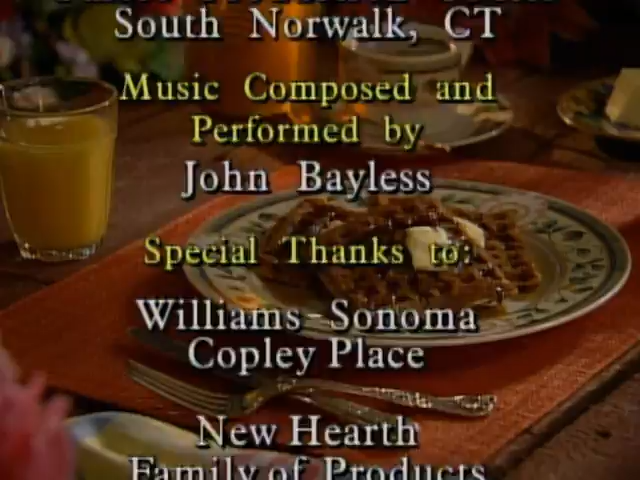 South Norwalk, CT
Music Composed and
Performed by
John Bayless
Special Thanks to:
Williams-Sonoma
Copley Place
New Hearth
Family of Products